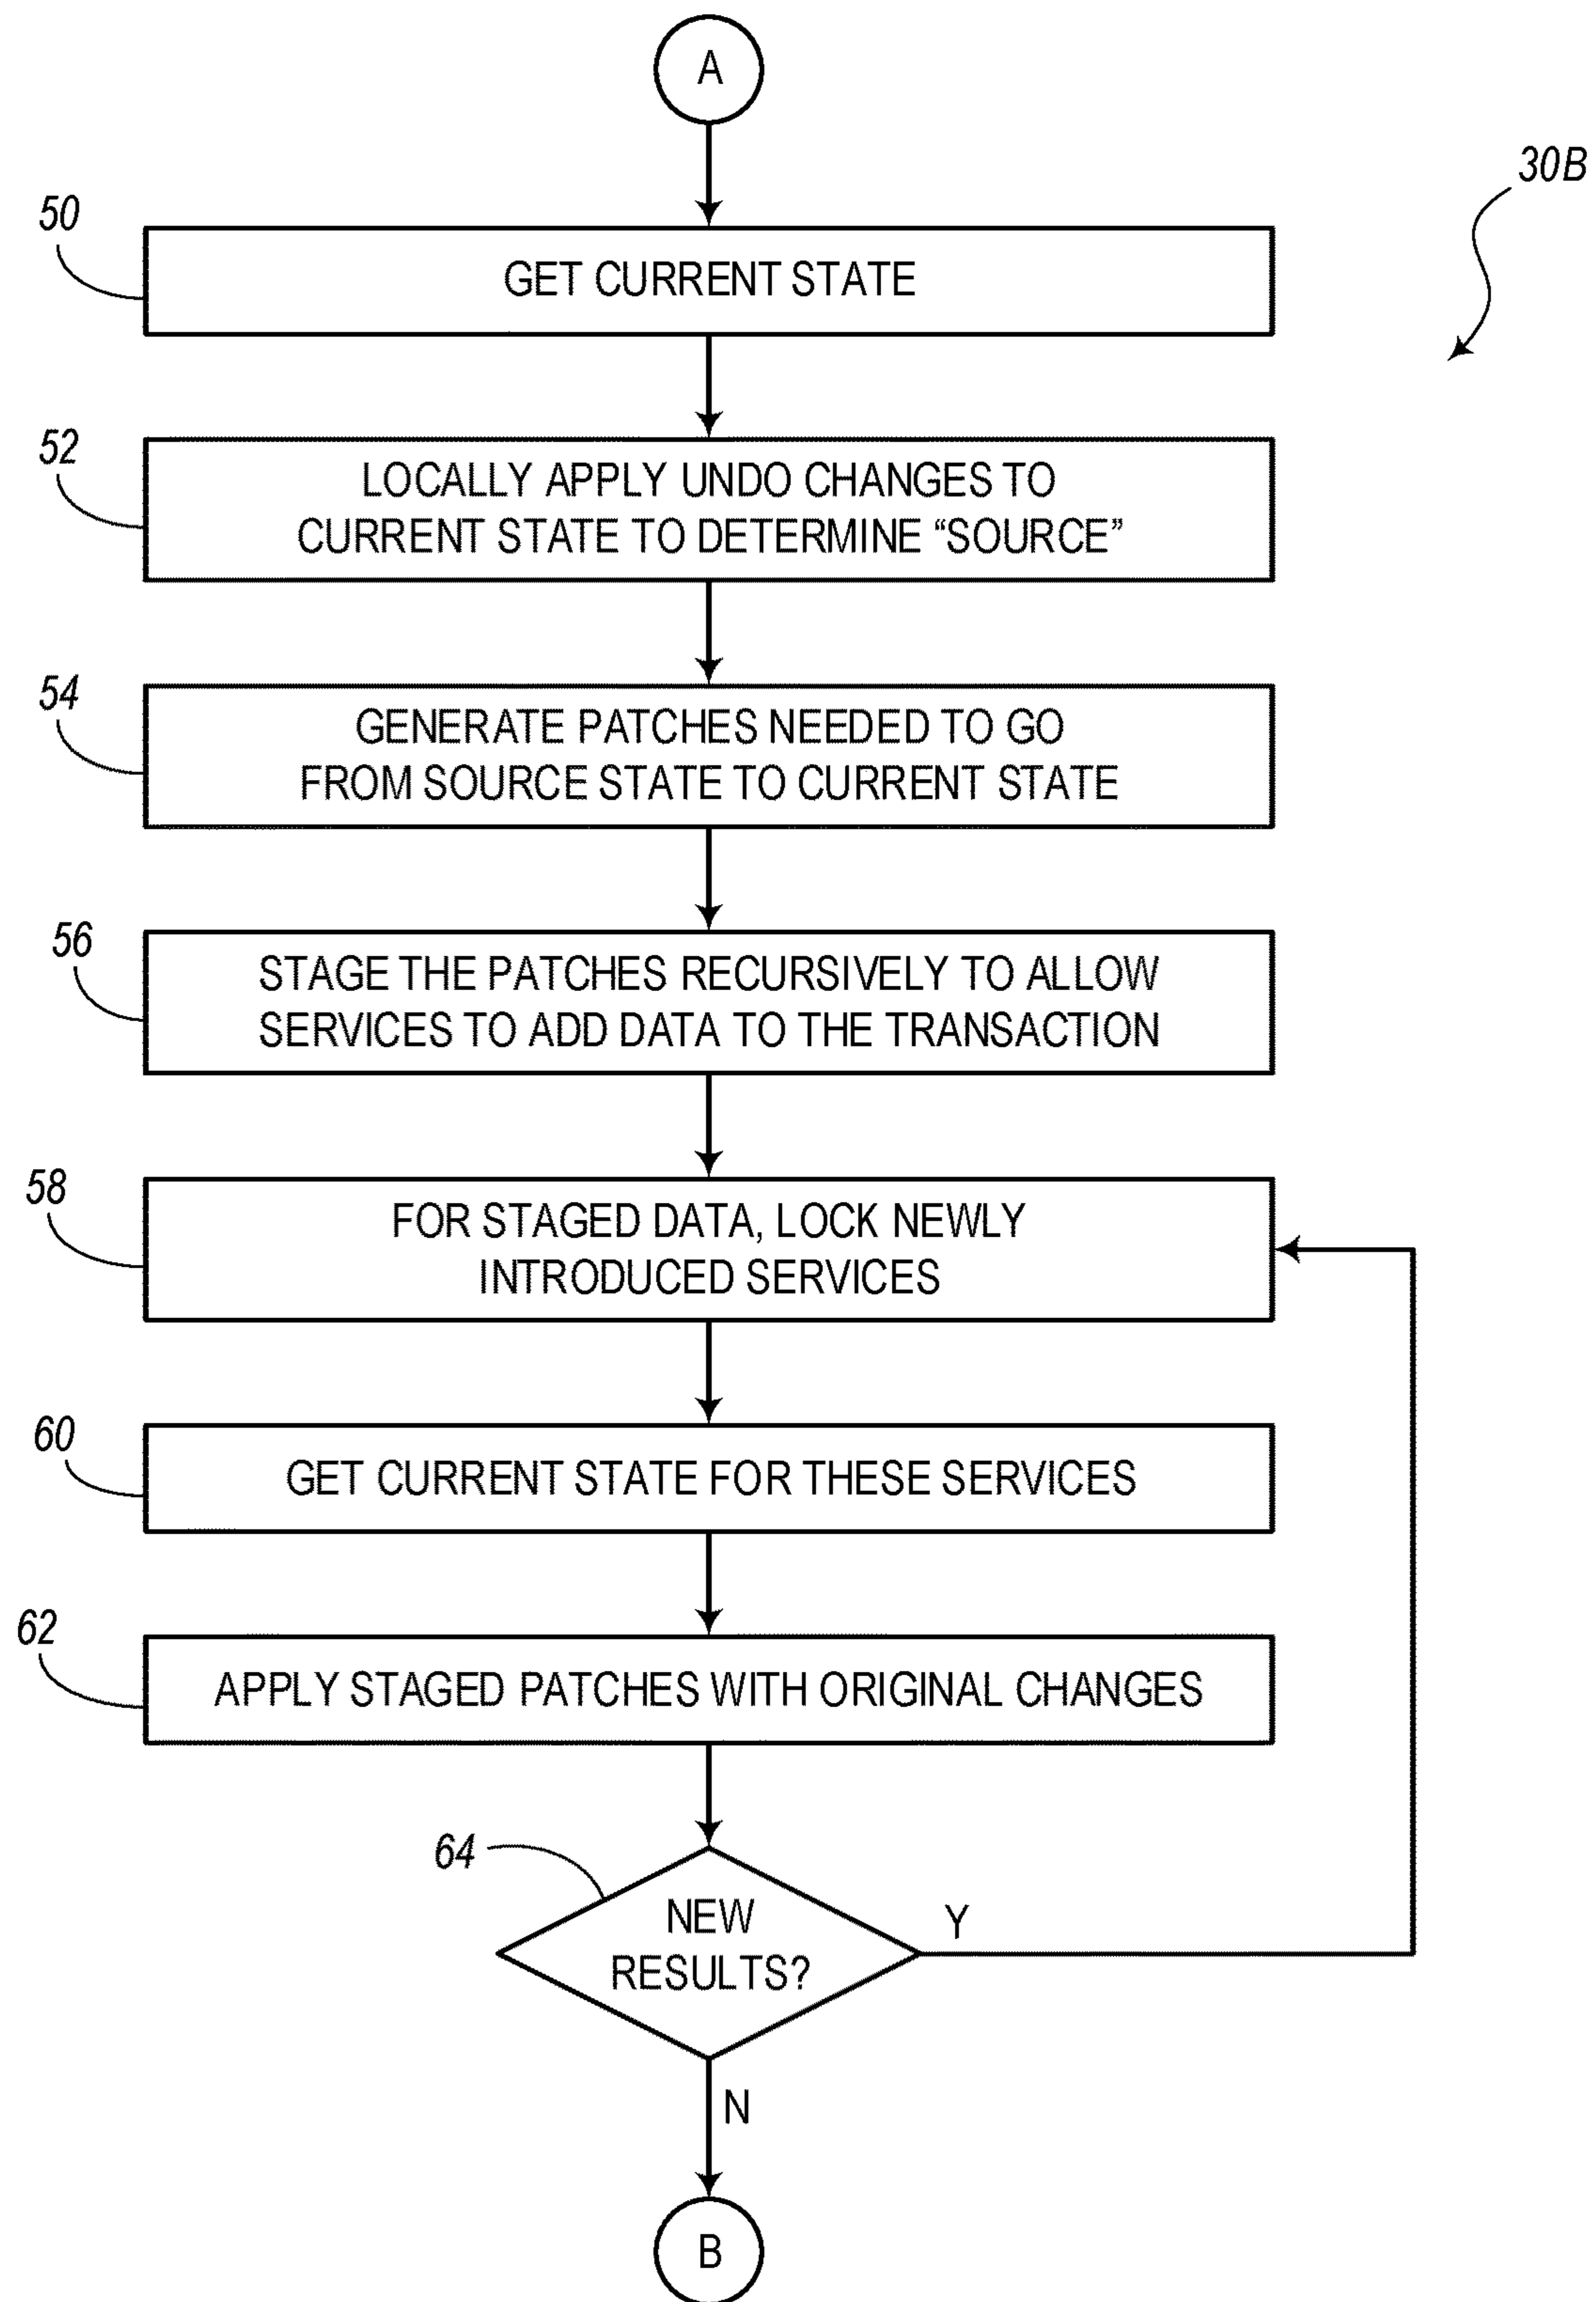 A
30B
50
GET CURRENT STATE
52
LOCALLY APPLY UNDO CHANGES TO
CURRENT STATE TO DETERMINE “SOURCE”
54
GENERATE PATCHES NEEDED TO GO
FROM SOURCE STATE TO CURRENT STATE
56
STAGE THE PATCHES RECURSIVELY TO ALLOW
SERVICES TO ADD DATA TO THE TRANSACTION
58
FOR STAGED DATA, LOCK NEWLY
INTRODUCED SERVICES
60
GET CURRENT STATE FOR THESE SERVICES
62
APPLY STAGED PATCHES WITH ORIGINAL CHANGES
64
NEW
RESULTS?
Y
N
B